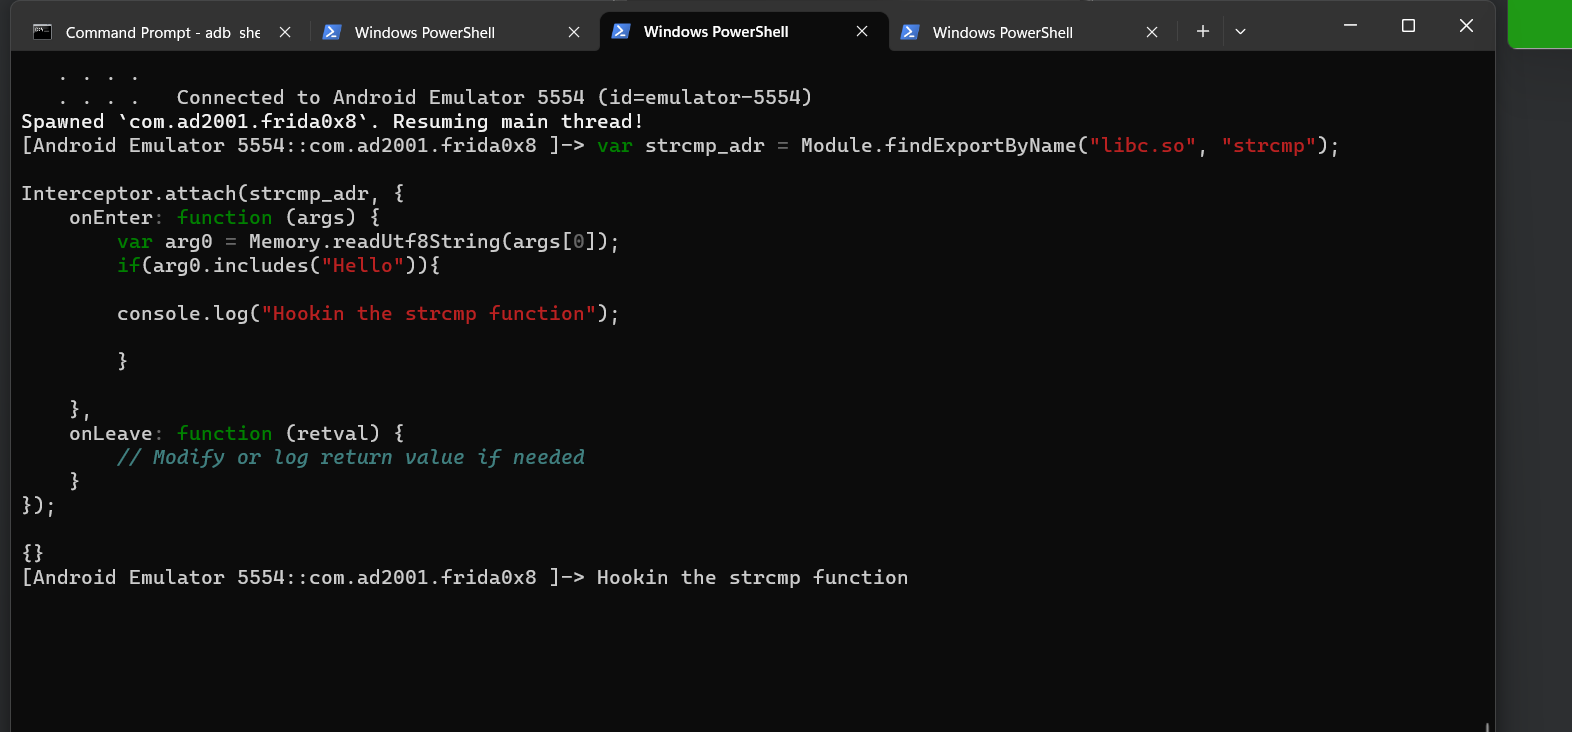 Command Prompt - adb she
Windows PowerShell
Windows PowerShell
Windows PowerShell
. . . .
. . . .   Connected to Android Emulator 5554 (id=emulator-5554)
Spawned `com.ad2001.frida0x8`. Resuming main thread!
[Android Emulator 5554::com.ad2001.frida0x8 ]-> var strcmp_adr = Module.findExportByName("libc.so", "strcmp");
Interceptor.attach(strcmp_adr, {
    onEnter: function (args) {
        var arg0 = Memory.readUtf8String(args[0]);
        if(arg0.includes("Hello")){
        console.log("Hookin the strcmp function");
        }
    },
    onLeave: function (retval) {
        // Modify or log return value if needed
    }
});
{}
[Android Emulator 5554::com.ad2001.frida0x8 ]-> Hookin the strcmp function